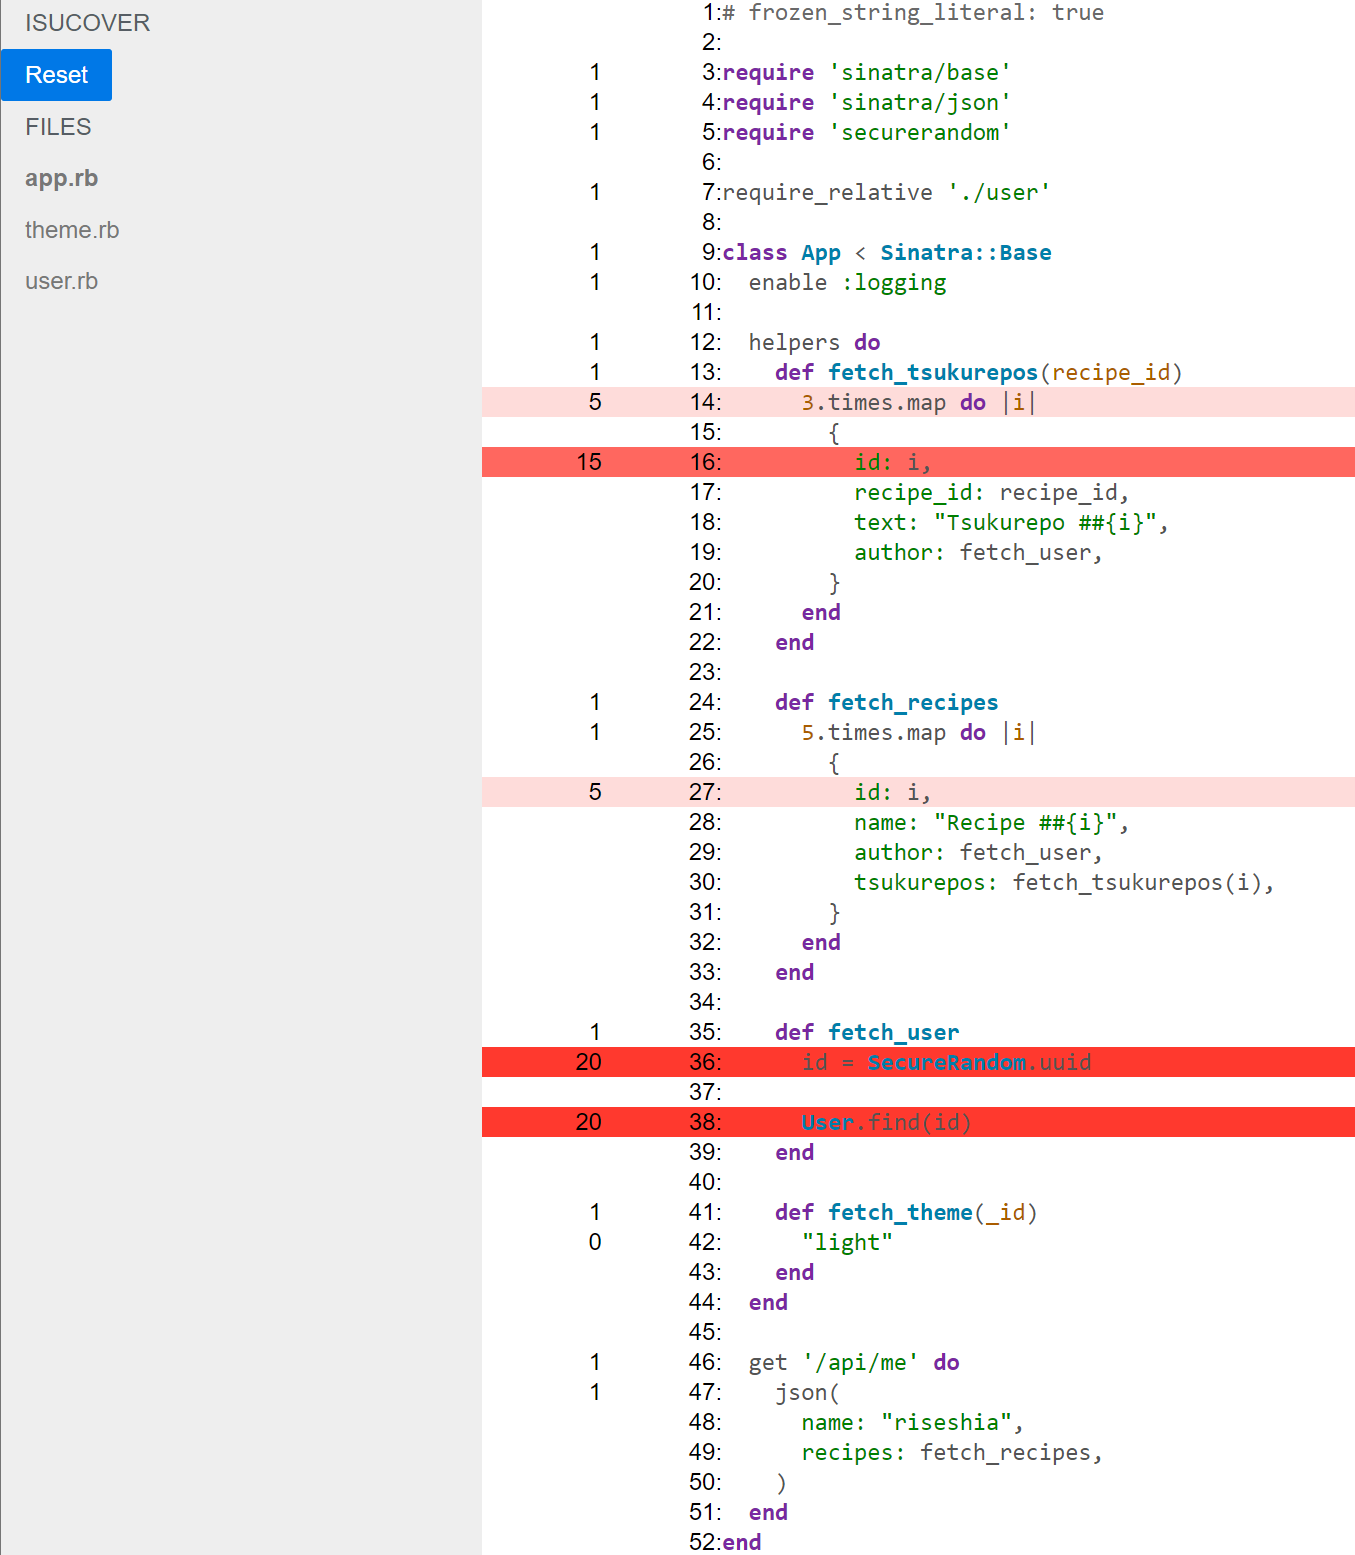 ISUCOVER
Reset
FILES
app.rb
theme.rb
user.rb
1:# frozen_string_literal: true
2:
1 3:require 'sinatra/base'
1 4:require 'sinatra/json'
1 5:require 'securerandom'
6:
1 7:require_relative './user'
8:
1 9:class App < Sinatra::Base
1 10:  enable :logging
11:
1 12:  helpers do
1 13:    def fetch_tsukurepos(recipe_id)
5 14:      3.times.map do |i|
15:        {
15 16:          id: i,
17:          recipe_id: recipe_id,
18:          text: "Tsukurepo ##{i}",
19:          author: fetch_user,
20:        }
21:      end
22:    end
23:
1 24:    def fetch_recipes
1 25:      5.times.map do |i|
26:        {
5 27:          id: i,
28:          name: "Recipe ##{i}",
29:          author: fetch_user,
30:          tsukurepos: fetch_tsukurepos(i),
31:        }
32:      end
33:    end
34:
1 35:    def fetch_user
20 36:      id = SecureRandom.uuid
37:
20 38:      User.find(id)
39:    end
40:
1 41:    def fetch_theme(_id)
0 42:      "light"
43:    end
44:  end
45:
1 46:  get '/api/me' do
1 47:    json(
48:      name: "riseshia",
49:      recipes: fetch_recipes,
50:    )
51:  end
52:end